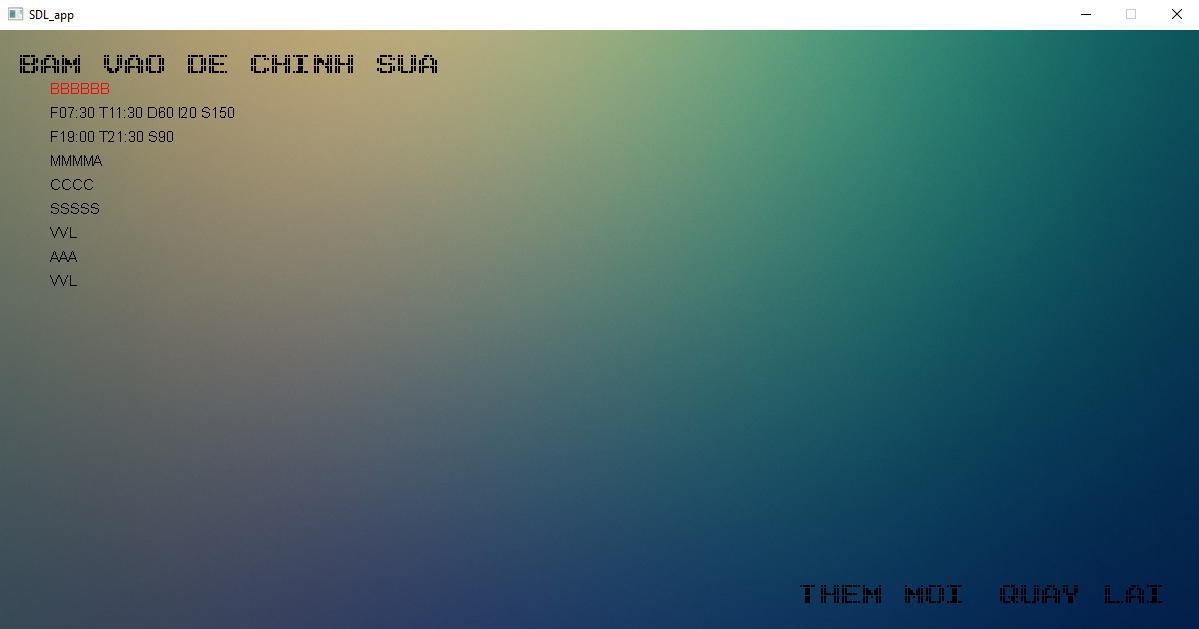 SDL_app
BAM VAO DE CHINH SUA
BBBBBB
F07:30 T11:30 D60 I20 S150
F19:00 T21:30 S90
MMMMA
CCCC
SSSSS
VVL
AAA
VVL
THEM MOI QUAY LAI